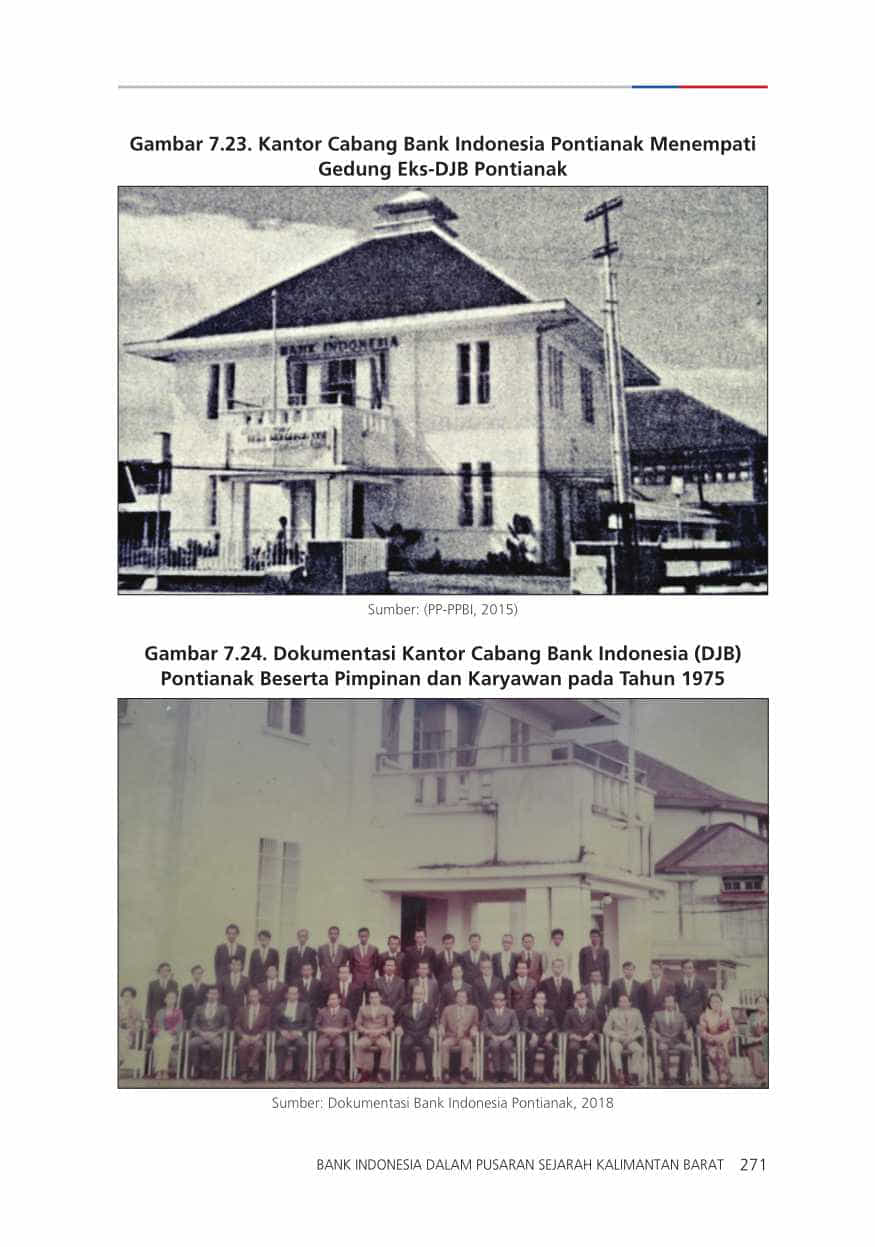 Gambar 7.23. Kantor Cabang Bank Indonesia Pontianak Menempati
Gedung Eks-DJB Pontianak
BANK INDONESIA
Sumber: (PP-PPBI, 2015)
Gambar 7.24. Dokumentasi Kantor Cabang Bank Indonesia (DJB)
Pontianak Beserta Pimpinan dan Karyawan pada Tahun 1975
Sumber: Dokumentasi Bank Indonesia Pontianak, 2018
BANK INDONESIA DALAM PUSARAN SEJARAH KALIMANTAN BARAT 271